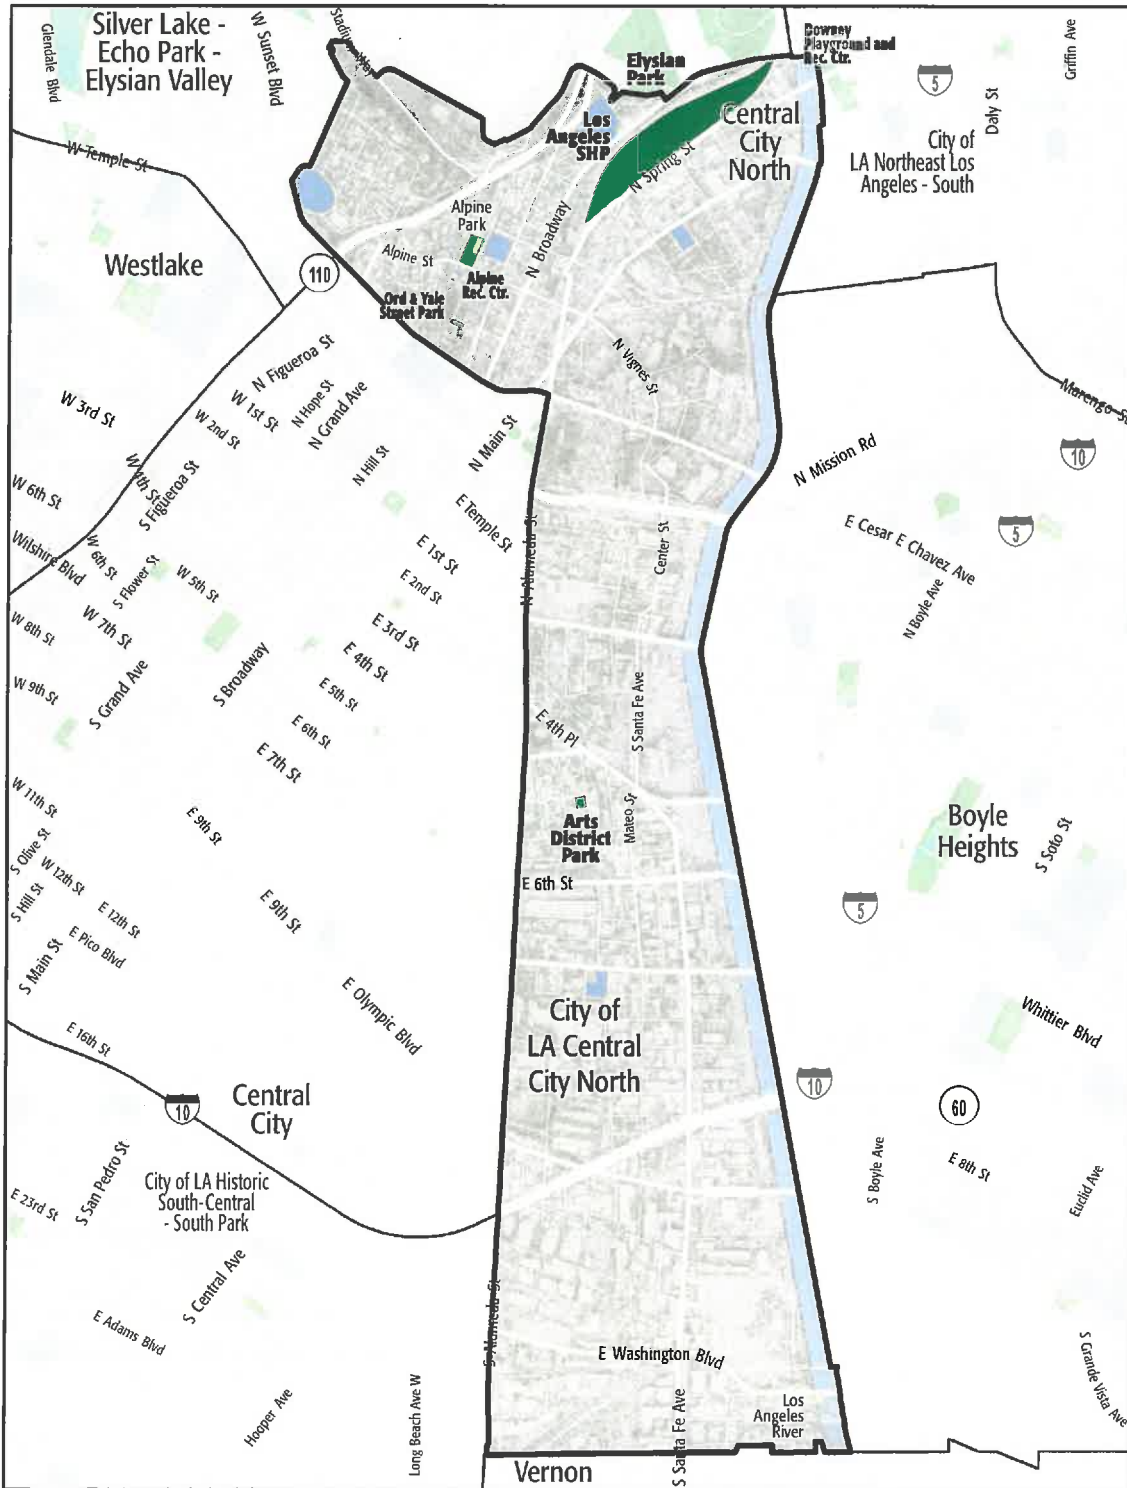 Silver Lake -
Echo Park -
Elysian Valley
Glendale Blvd
W Sunset Blvd
Stadium Way
Elysian
Park
Downey
Playground and
Rec. Ctr.
5
Griffin Ave
Daly St
City of
LA Northeast Los
Angeles - South
Central
City
North
Los
Angeles
SHP
N Spring St
W Temple St
Westlake
110
Alpine
Park
Alpine St
N Broadway
Alpine
Rec. Ctr.
Ord & Yale
Street Park
N Vignes St
N Figueroa St
N Hope St
N Grand Ave
W 1st St
W 2nd St
W 3rd St
W 4th St
S Figueroa St
N Hill St
N Main St
Marengo St
10
N Mission Rd
5
W 6th St
Wilshire Blvd
W 6th St
S Flower St
W 5th St
E Temple St
E 1st St
N Alameda St
Center St
E Cesar E Chavez Ave
N Boyle Ave
E 2nd St
E 3rd St
E 4th St
W 7th St
W 8th St
W 9th St
S Grand Ave
S Broadway
E 5th St
E 6th St
E 7th St
E 4th Pl
S Santa Fe Ave
W 11th St
E 9th St
Arts
District
Park
Mateo St
E 6th St
Boyle
Heights
S Soto St
S Olive St
W 12th St
S Hill St
E 12th St
E 9th St
5
S Main St
E Pico Blvd
E Olympic Blvd
City of
LA Central
City North
Whittier Blvd
E 16th St
10
Central
City
10
60
S San Pedro St
City of LA Historic
South-Central
- South Park
E 23rd St
S Boyle Ave
E 8th St
Euclid Ave
S Central Ave
E Adams Blvd
S Alameda St
E Washington Blvd
S Grande Vista Ave
Hooper Ave
Long Beach Ave W
S Santa Fe Ave
Los
Angeles
River
Vernon